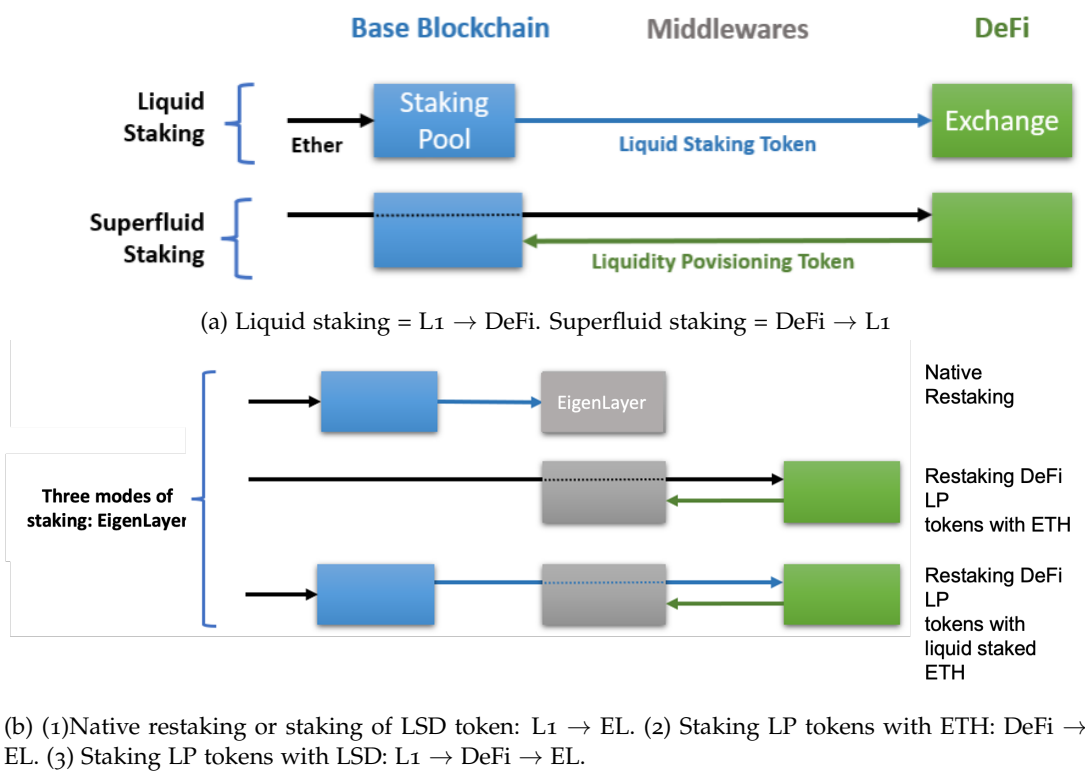 Base Blockchain Middlewares DeFi
Liquid
Staking
Ether
Staking
Pool
Liquid Staking Token
Exchange
Superfluid
Staking
Liquidity Povisioning Token
(a) Liquid staking = L1 → DeFi. Superfluid staking = DeFi → L1
Three modes of
staking: EigenLayer
EigenLayer
Native
Restaking
Restaking DeFi
LP
tokens with ETH
Restaking DeFi
LP
tokens with
liquid staked
ETH
(b) (1)Native restaking or staking of LSD token: L1 → EL. (2) Staking LP tokens with ETH: DeFi →
EL. (3) Staking LP tokens with LSD: L1 → DeFi → EL.